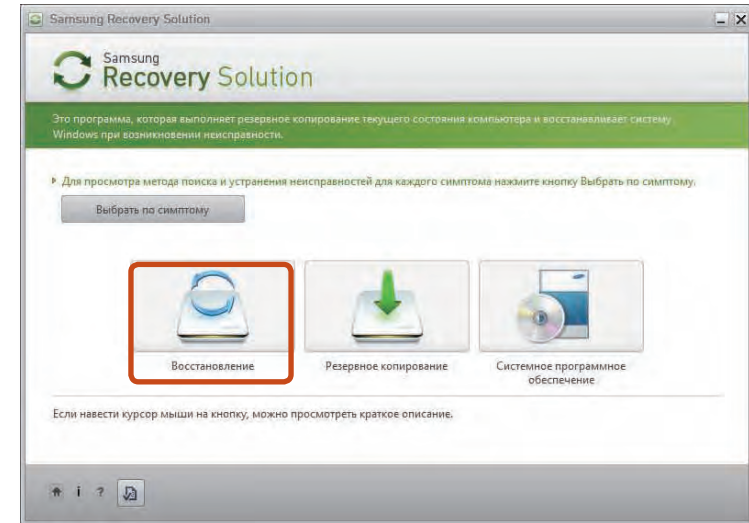 Samsung Recovery Solution
Samsung
Recovery Solution
Это программа, которая выполняет резервное копирование текущего состояния компьютера и восстанавливает систему
Windows при возникновении неисправности.
Для просмотра метода поиска и устранения неисправностей для каждого симптома нажмите кнопку Выбрать по симптому.
Выбрать по симптому
Восстановление
Резервное копирование
Системное программное
обеспечение
Если навести курсор мыши на кнопку, можно просмотреть краткое описание.
i ?